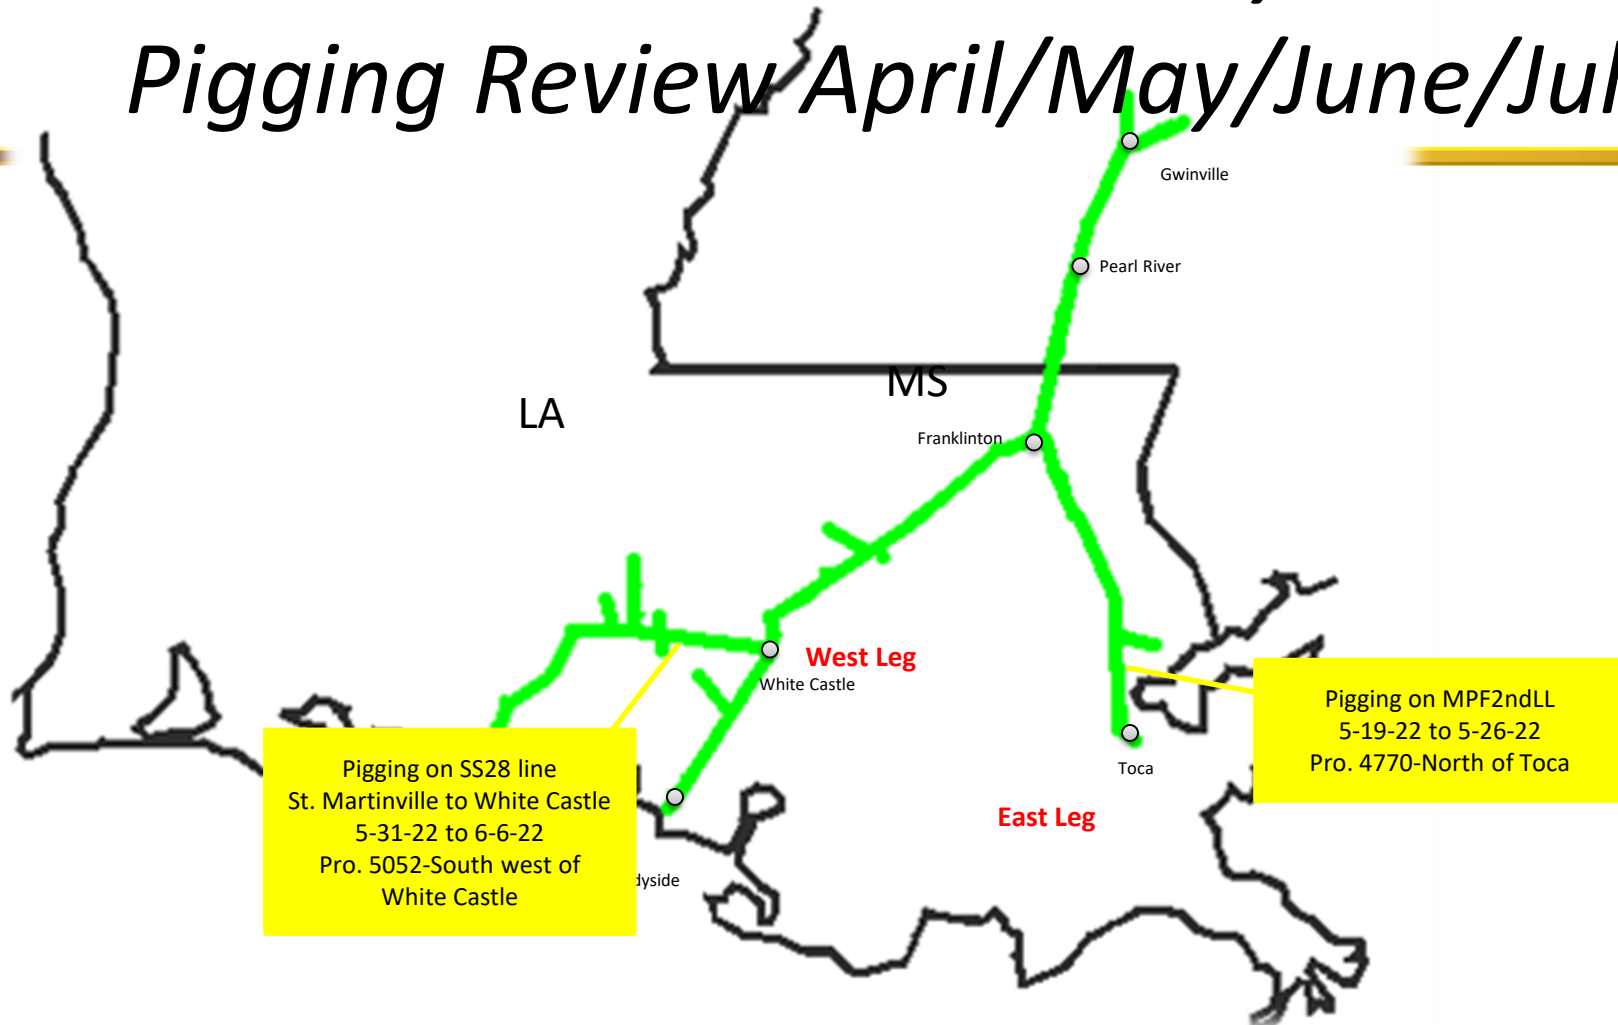 Pigging Review April/May/June/Jul
Gwinville
Pearl River
MS
LA
Franklinton
West Leg
White Castle
Pigging on MPF2ndLL
5-19-22 to 5-26-22
Pro. 4770-North of Toca
Toca
East Leg
Pigging on SS28 line
St. Martinville to White Castle
5-31-22 to 6-6-22
Pro. 5052-South west of
White Castle
dyside